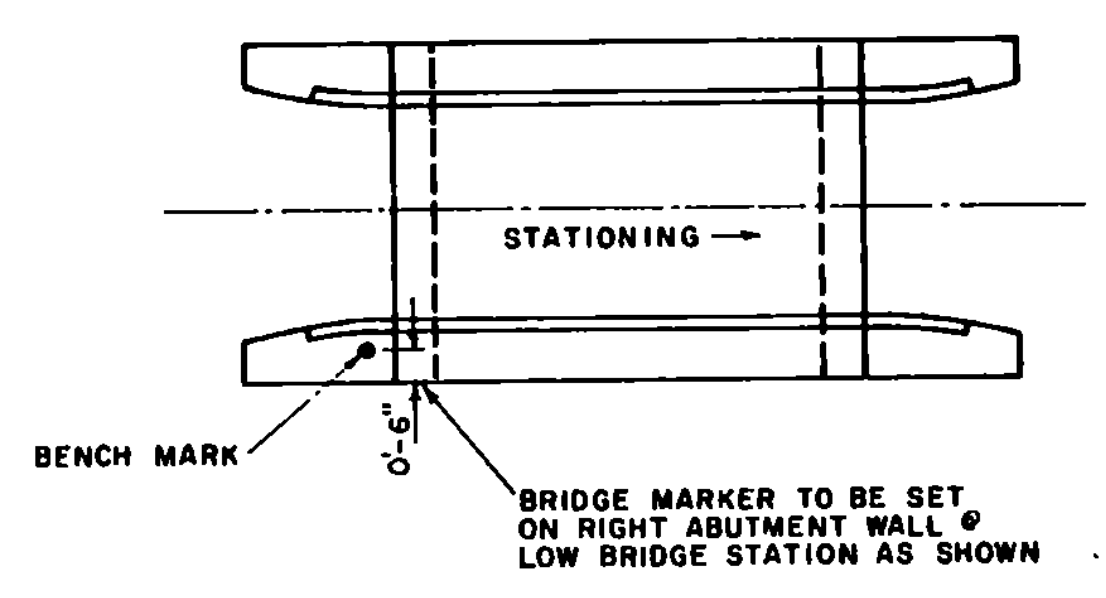 STATIONING
BENCH MARK
0'-6"
BRIDGE MARKER TO BE SET
ON RIGHT ABUTMENT WALL @
LOW BRIDGE STATION AS SHOWN